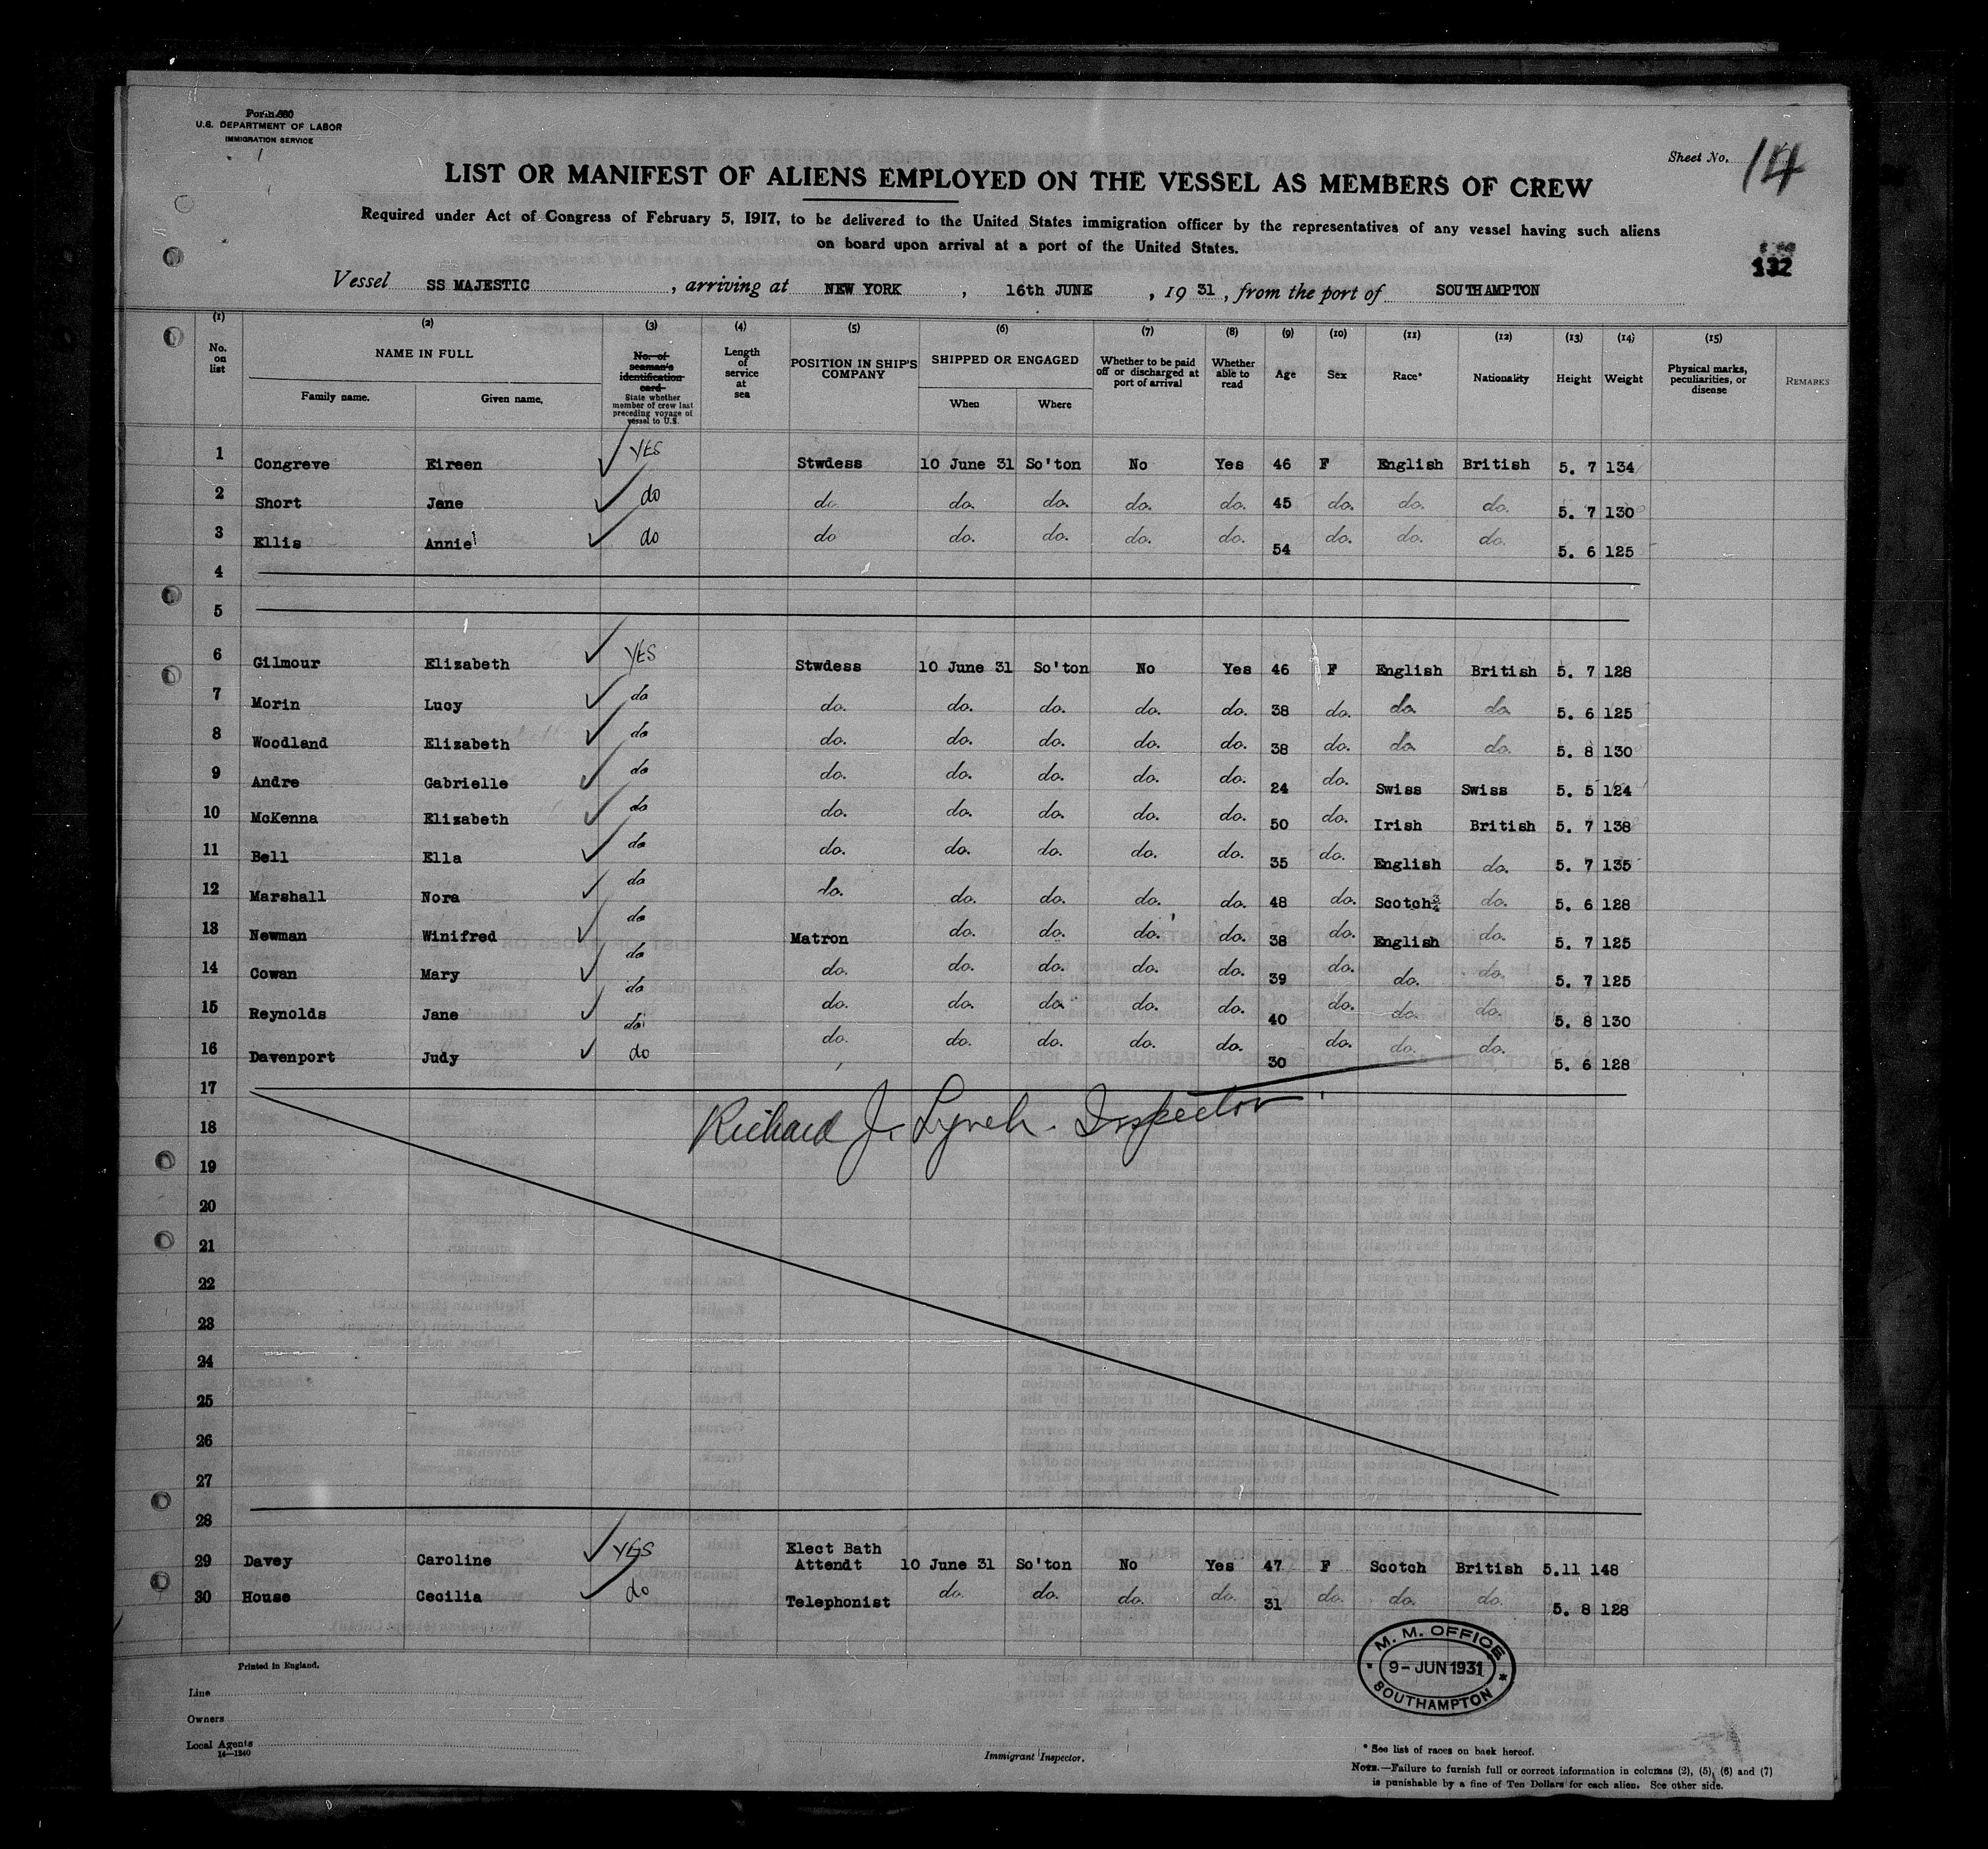 Form 680
U.S. DEPARTMENT OF LABOR
IMMIGRATION SERVICE
Sheet No. 14
LIST OR MANIFEST OF ALIENS EMPLOYED ON THE VESSEL AS MEMBERS OF CREW
Required under Act of Congress of February 5, 1917, to be delivered to the United States immigration officer by the representatives of any vessel having such aliens
on board upon arrival at a port of the United States.
132
Vessel SS MAJESTIC, arriving at NEW YORK, 16th JUNE, 1931, from the port of SOUTHAMPTON
(1) (2) (3) (4) (5) (6) (7) (8) (9) (10) (11) (12) (13) (14) (15)
No. on list
NAME IN FULL
Family name. Given name.
No. of seaman's identification card
State whether member of crew last preceding voyage of vessel to U.S.
Length of service at sea
POSITION IN SHIP'S COMPANY
SHIPPED OR ENGAGED
When Where
Whether to be paid off or discharged at port of arrival
Whether able to read
Age
Sex
Race*
Nationality
Height
Weight
Physical marks, peculiarities, or disease
REMARKS
1 Congreve Eireen YES Stwdess 10 June 31 So'ton No Yes 46 F English British 5. 7 134
2 Short Jane do do do. do. do. do. 45 do. do. do. 5. 7 130
3 Ellis Annie do do do. do. do. do. 54 do. do. do. 5. 6 125
4
5
6 Gilmour Elizabeth YES Stwdess 10 June 31 So'ton No Yes 46 F English British 5. 7 128
7 Morin Lucy do do. do. do. do. do. 38 do. do. do. 5. 6 125
8 Woodland Elizabeth do do. do. do. do. do. 38 do. do. do. 5. 8 130
9 Andre Gabrielle do do. do. do. do. do. 24 do. Swiss Swiss 5. 5 124
10 McKenna Elizabeth do do. do. do. do. do. 50 do. Irish British 5. 7 138
11 Bell Ella do do. do. do. do. do. 35 do. English do. 5. 7 135
12 Marshall Nora do do. do. do. do. do. 48 do. Scotch do. 5. 6 128
13 Newman Winifred do Matron do. do. do. do. 38 do. English do. 5. 7 125
14 Cowan Mary do do. do. do. do. do. 39 do. do. do. 5. 7 125
15 Reynolds Jane do do. do. do. do. do. 40 do. do. do. 5. 8 130
do
16 Davenport Judy do do. do. do. do. do. 30 do. do. do. 5. 6 128
17
Richard J. Lynch. Inspector
18
19
20
21
22
23
24
25
26
27
28
29 Davey Caroline YES Elect Bath Attendt 10 June 31 So'ton No Yes 47 F Scotch British 5.11 148
30 House Cecilia do Telephonist do. do. do. do. 31 do. do. do. 5. 8 128
M. M. OFFICE
9-JUN 1931
SOUTHAMPTON
Printed in England.
Line
Owners
Local Agents
14—1240
Immigrant Inspector.
* See list of races on back hereof.
NOTE.—Failure to furnish full or correct information in columns (2), (5), (6) and (7)
is punishable by a fine of Ten Dollars for each alien. See other side.